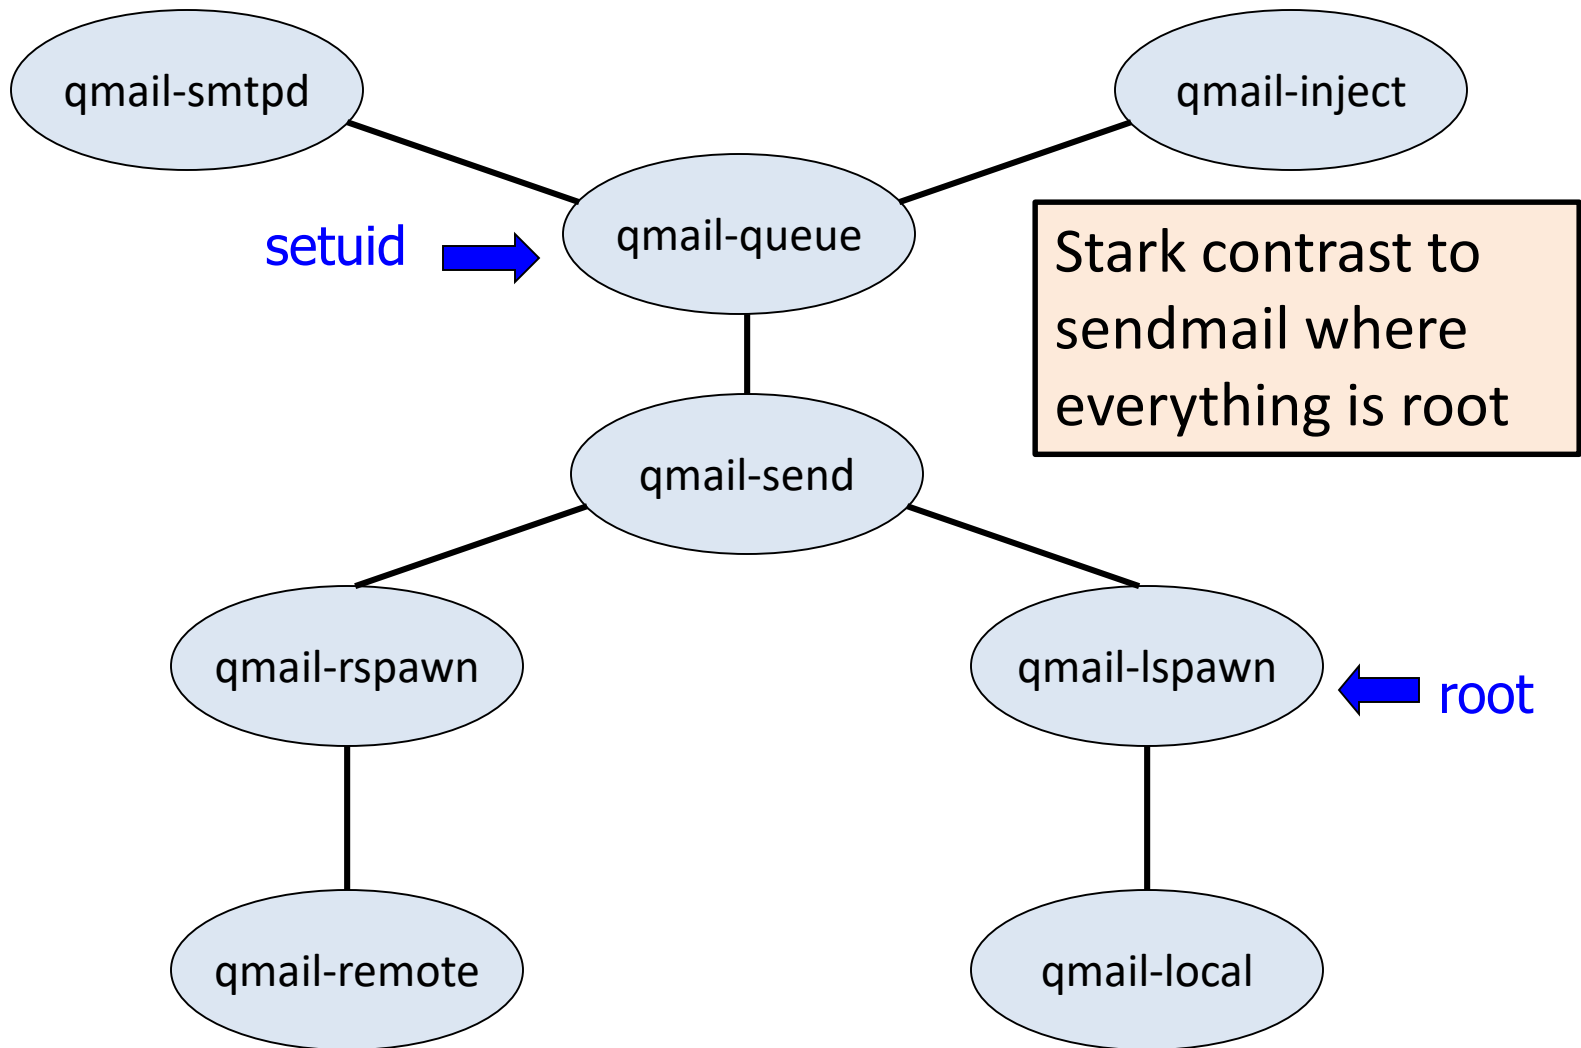 qmail-smtpd
qmail-inject
qmail-queue
setuid
Stark contrast to
sendmail where
everything is root
qmail-send
qmail-rspawn
qmail-lspawn
root
qmail-remote
qmail-local